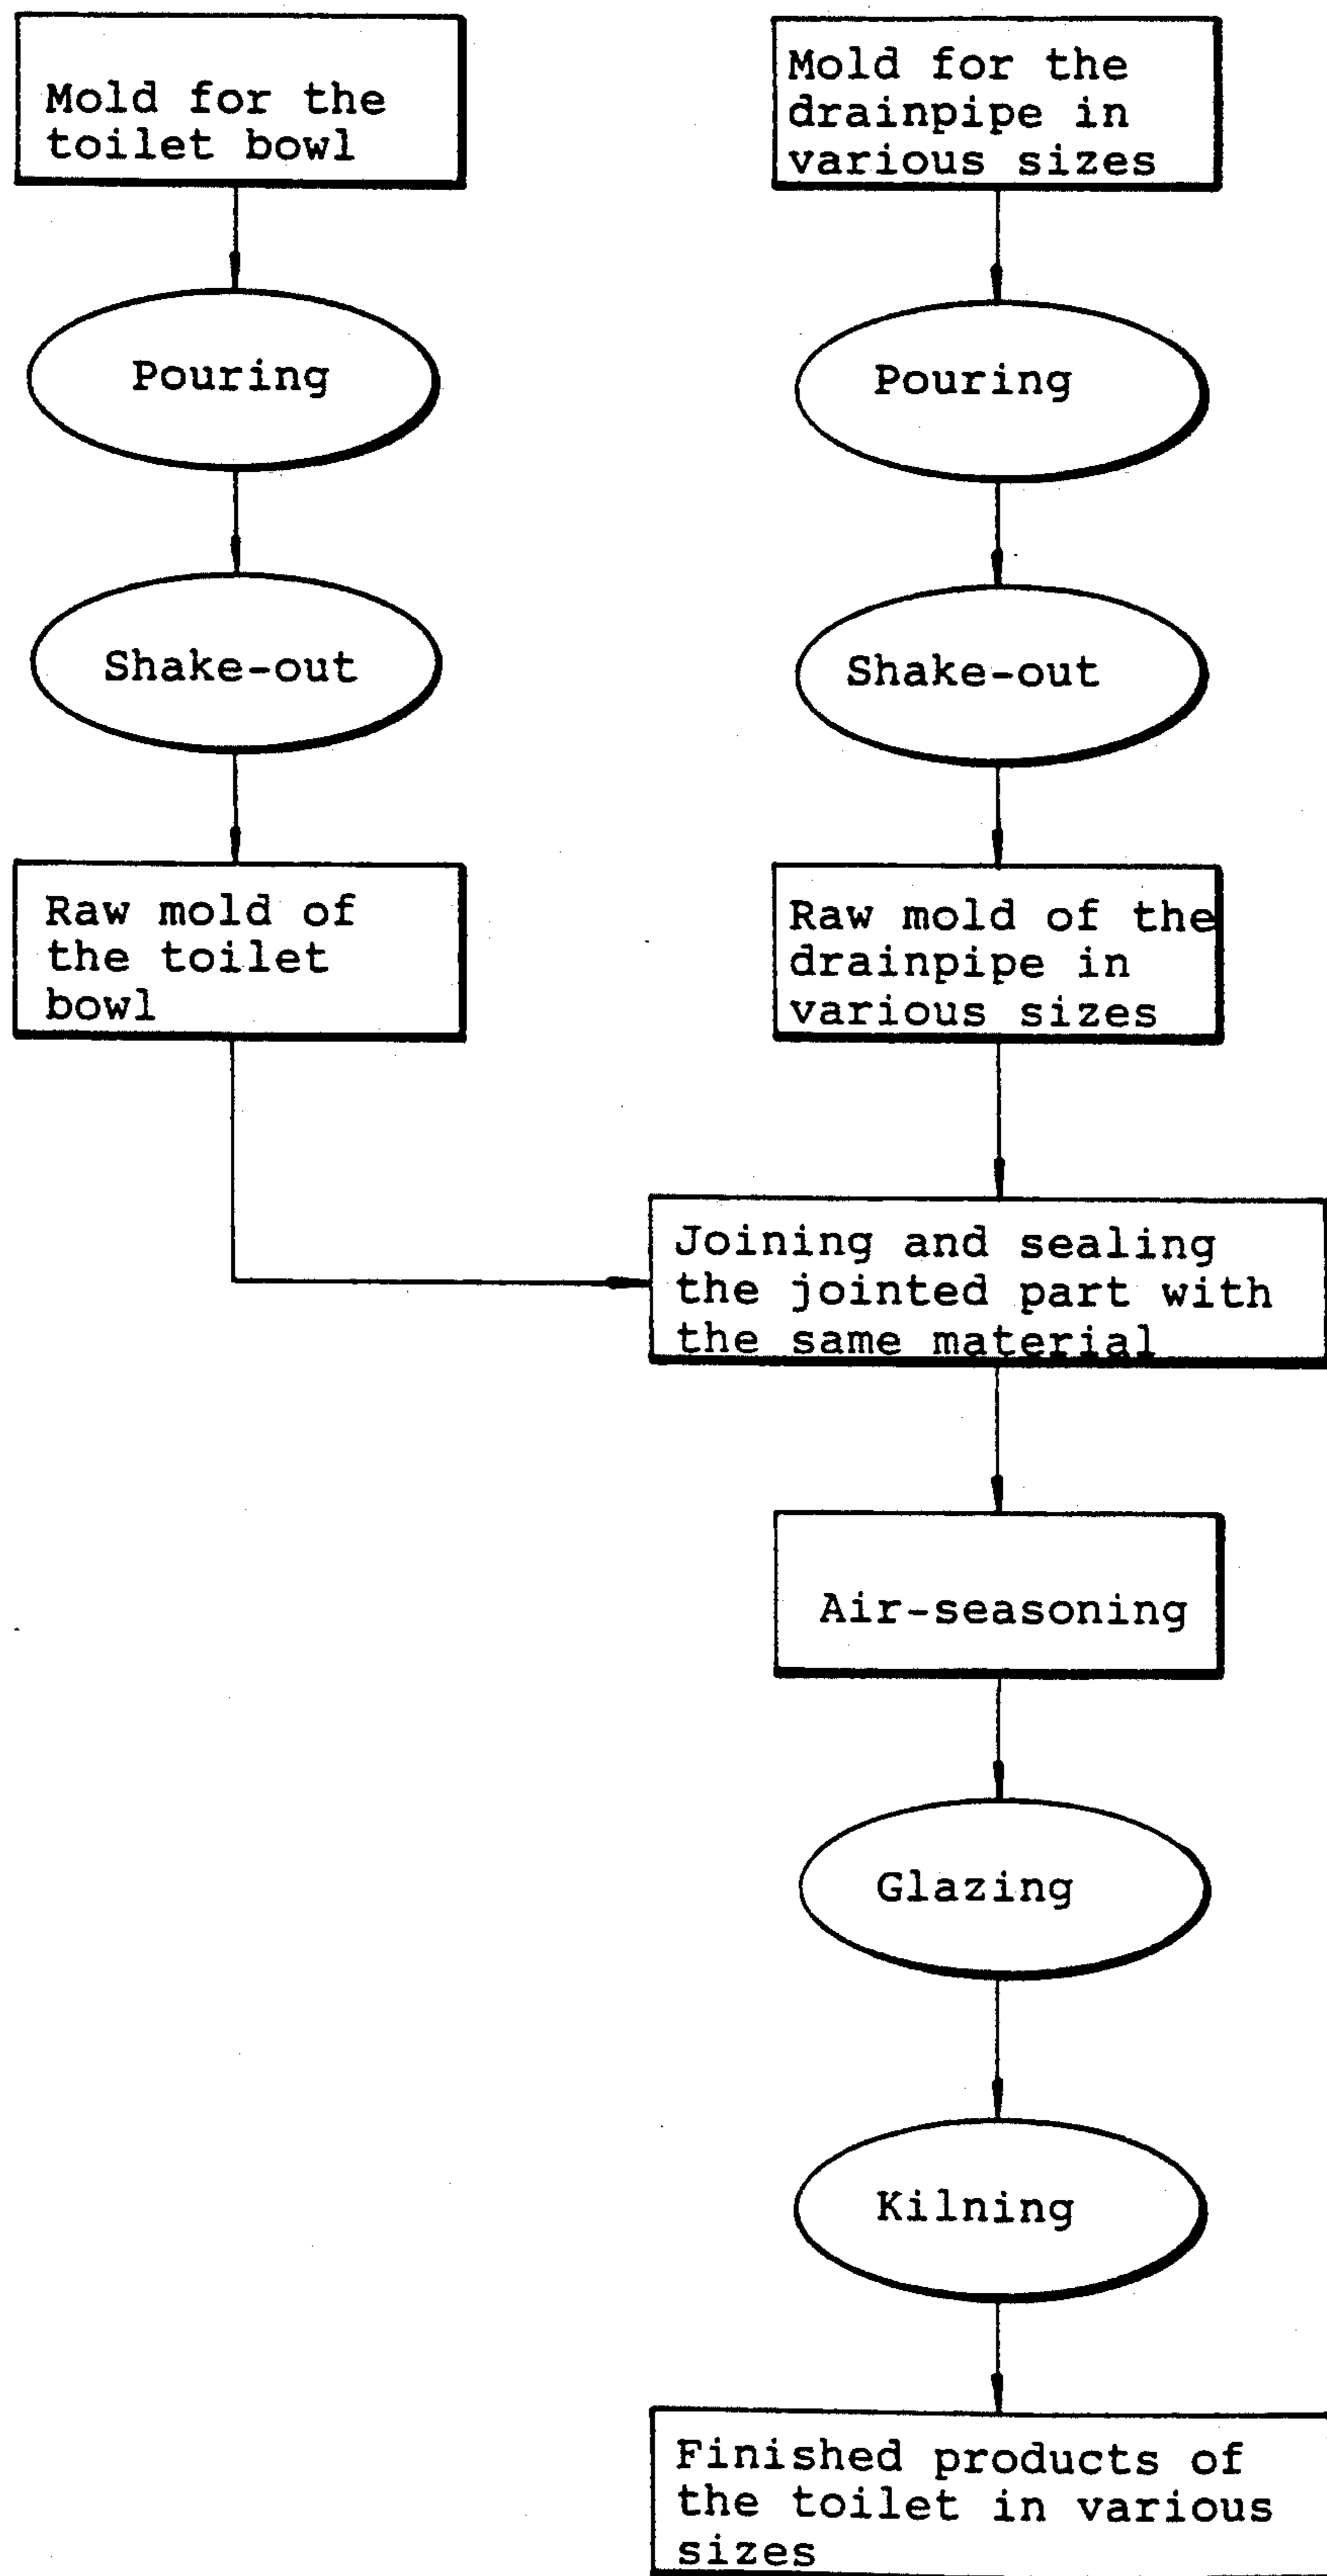 Mold for the
toilet bowl
Mold for the
drainpipe in
various sizes
Pouring
Pouring
Shake-out
Shake-out
Raw mold of
the toilet
bowl
Raw mold of the
drainpipe in
various sizes
Joining and sealing
the jointed part with
the same material
Air-seasoning
Glazing
Kilning
Finished products of
the toilet in various
sizes